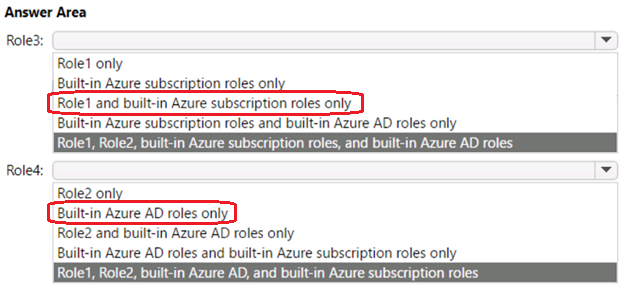 Answer Area
Role3:
Role1 only
Built-in Azure subscription roles only
Role1 and built-in Azure subscription roles only
Built-in Azure subscription roles and built-in Azure AD roles only
Role1, Role2, built-in Azure subscription roles, and built-in Azure AD roles
Role4:
Role2 only
Built-in Azure AD roles only
Role2 and built-in Azure AD roles only
Built-in Azure AD roles and built-in Azure subscription roles only
Role1, Role2, built-in Azure AD, and built-in Azure subscription roles